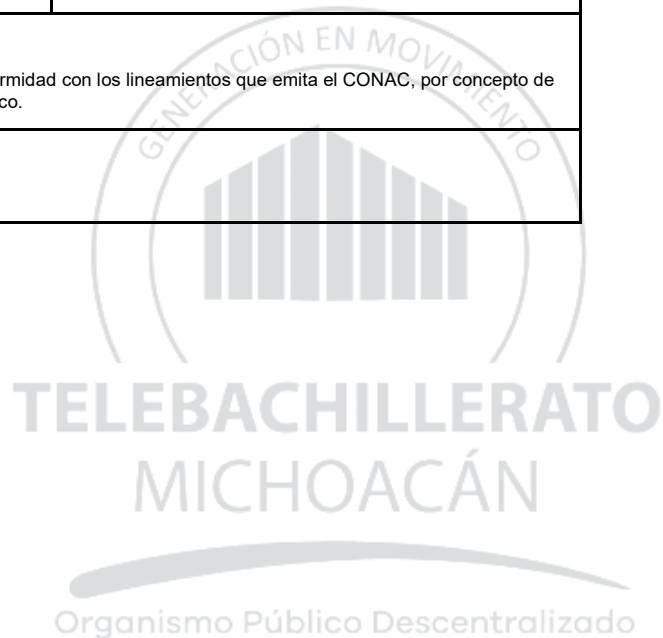 GENERACIÓN EN MOVIMIENTO
rmidad con los lineamientos que emita el CONAC, por concepto de
co.
TELEBACHILLERATO
MICHOACÁN
Organismo Público Descentralizado